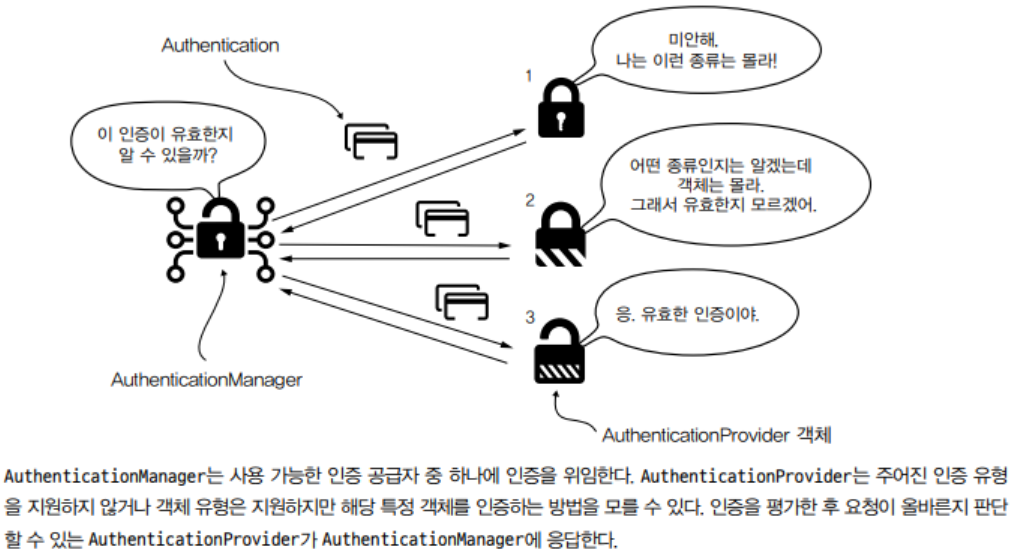 Authentication
미안해.
나는 이런 종류는 몰라!
1
이 인증이 유효한지
알 수 있을까?
어떤 종류인지는 알겠는데
객체는 몰라.
그래서 유효한지 모르겠어.
2
3
응. 유효한 인증이야.
AuthenticationManager
AuthenticationProvider 객체
AuthenticationManager는 사용 가능한 인증 공급자 중 하나에 인증을 위임한다. AuthenticationProvider는 주어진 인증 유형
을 지원하지 않거나 객체 유형은 지원하지만 해당 특정 객체를 인증하는 방법을 모를 수 있다. 인증을 평가한 후 요청이 올바른지 판단
할 수 있는 AuthenticationProvider가 AuthenticationManager에 응답한다.